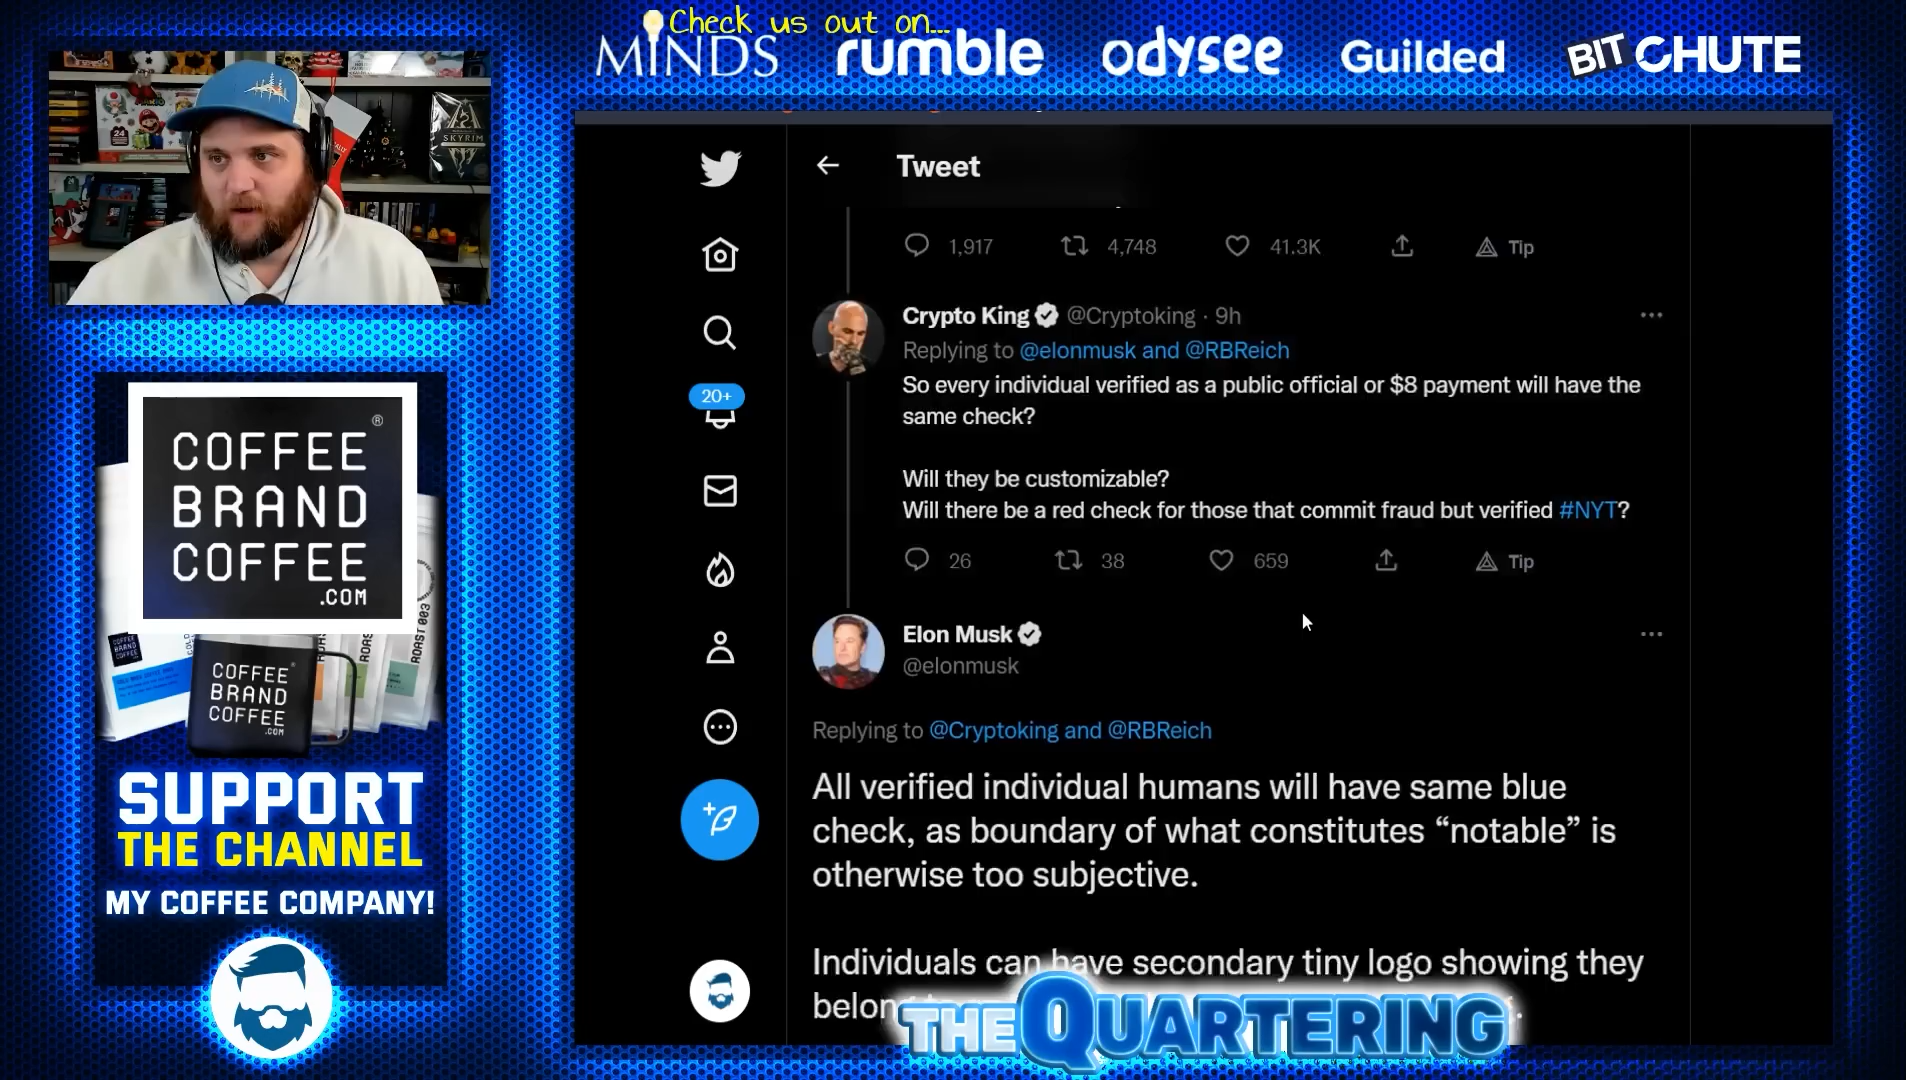 Check us out on...
MINDS
rumble
odysee
Guilded
BITCHUTE
SKYRIM
24
Tweet
1,917 4,748 41.3K Tip
Crypto King @Cryptoking · 9h
Replying to @elonmusk and @RBReich
So every individual verified as a public official or $8 payment will have the
same check?
Will they be customizable?
Will there be a red check for those that commit fraud but verified #NYT?
26 38 659 Tip
20+
Elon Musk
@elonmusk
Replying to @Cryptoking and @RBReich
All verified individual humans will have same blue
check, as boundary of what constitutes “notable” is
otherwise too subjective.
Individuals can have secondary tiny logo showing they
THE QUARTERING
COFFEE ®
BRAND
COFFEE
.COM
ROAST 003
COFFEE
BRAND
COFFEE
.COM
SUPPORT
THE CHANNEL
MY COFFEE COMPANY!